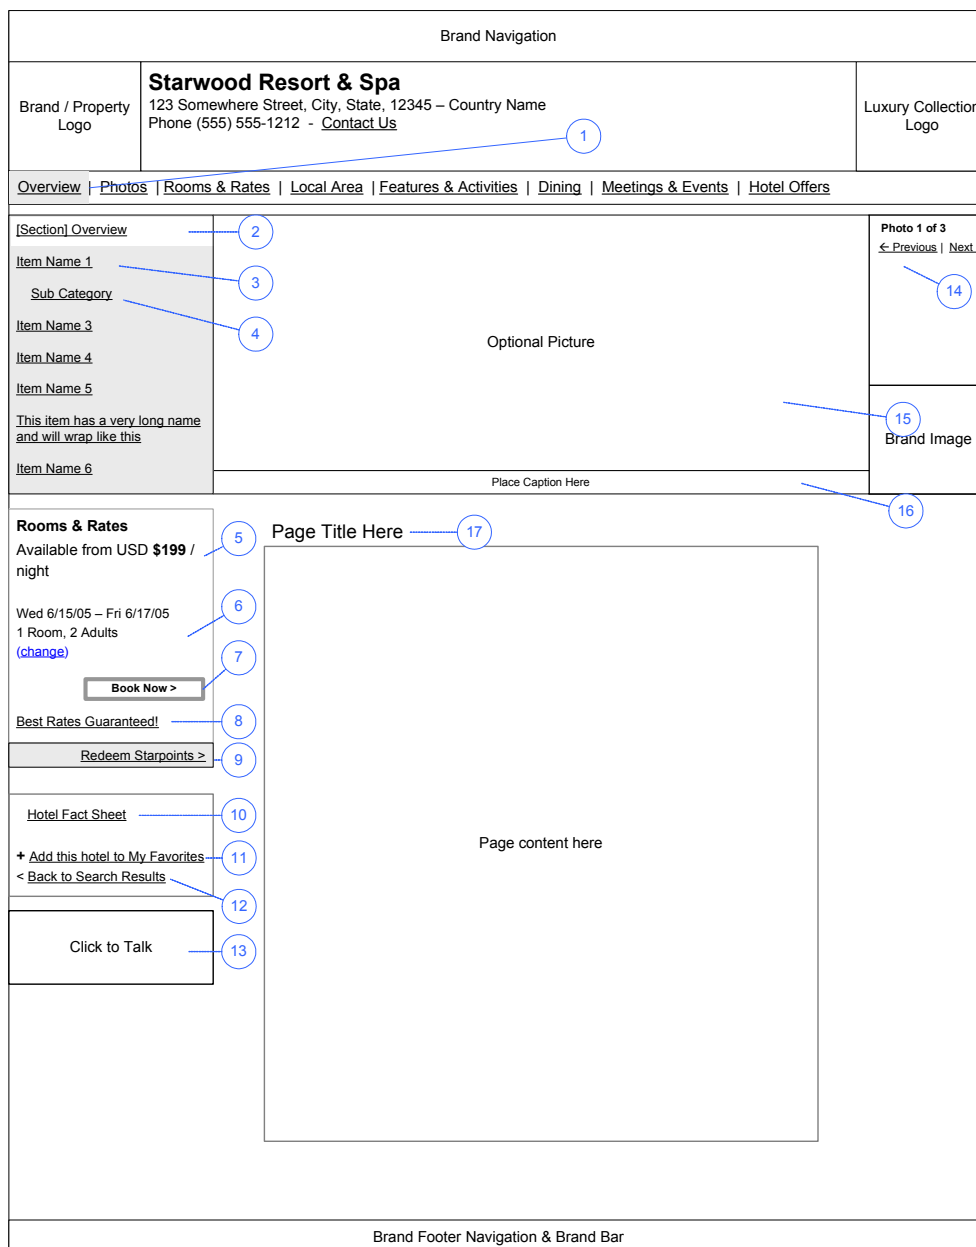 Brand Navigation
Brand / Property
Logo
Starwood Resort & Spa
123 Somewhere Street, City, State, 12345 – Country Name
Phone (555) 555-1212 - Contact Us
Luxury Collection
Logo
1
Overview | Photos | Rooms & Rates | Local Area | Features & Activities | Dining | Meetings & Events | Hotel Offers
[Section] Overview
2
Item Name 1
3
Sub Category
4
Item Name 3
Item Name 4
Item Name 5
This item has a very long name
and will wrap like this
Item Name 6
Optional Picture
Place Caption Here
Photo 1 of 3
← Previous | Next
14
15
Brand Image
16
Rooms & Rates
Available from USD $199 /
night
5
Wed 6/15/05 – Fri 6/17/05
1 Room, 2 Adults
(change)
6
Book Now >
7
Best Rates Guaranteed!
8
Redeem Starpoints >
9
Hotel Fact Sheet
10
+ Add this hotel to My Favorites
11
< Back to Search Results
12
Click to Talk
13
Page Title Here
17
Page content here
Brand Footer Navigation & Brand Bar